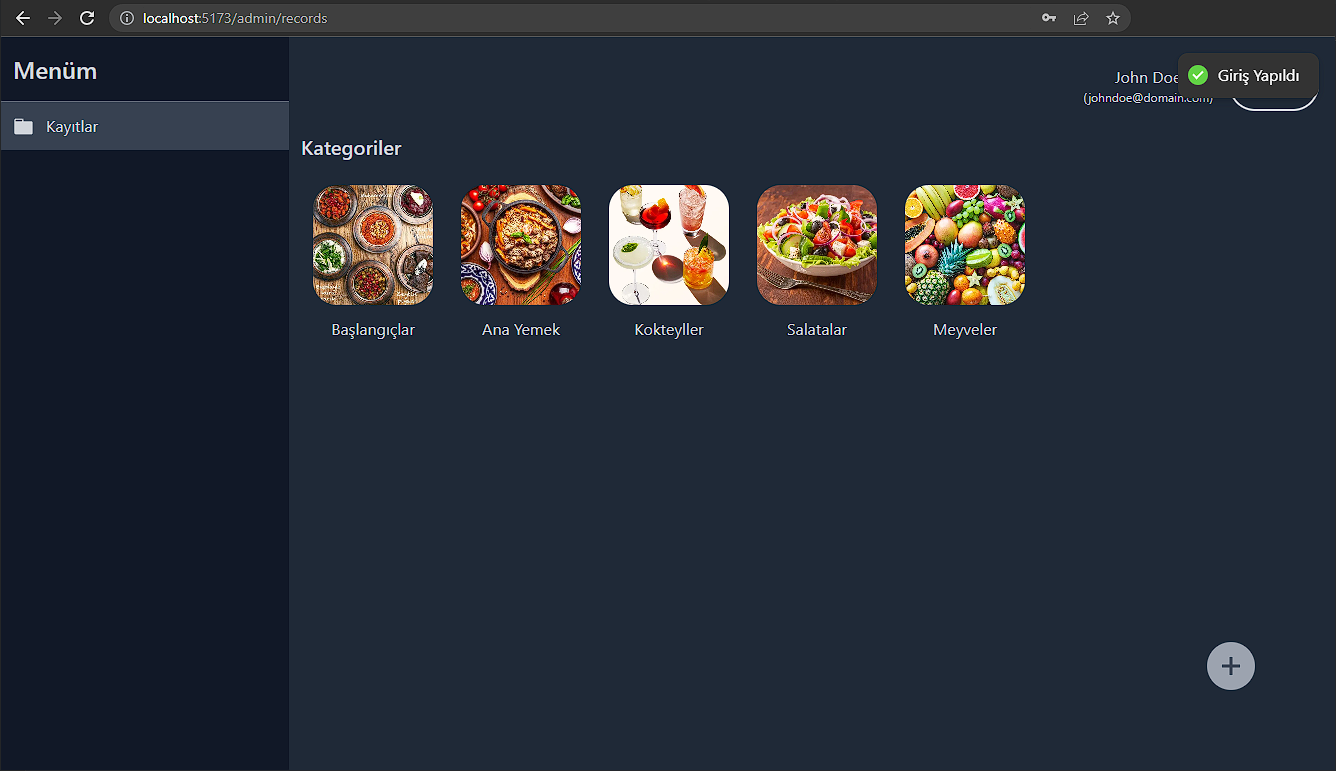 localhost:5173/admin/records
Menüm
Kayıtlar
John Doe
(johndoe@domain.com)
Giriş Yapıldı
Kategoriler
Başlangıçlar
Ana Yemek
Kokteyller
Salatalar
Meyveler